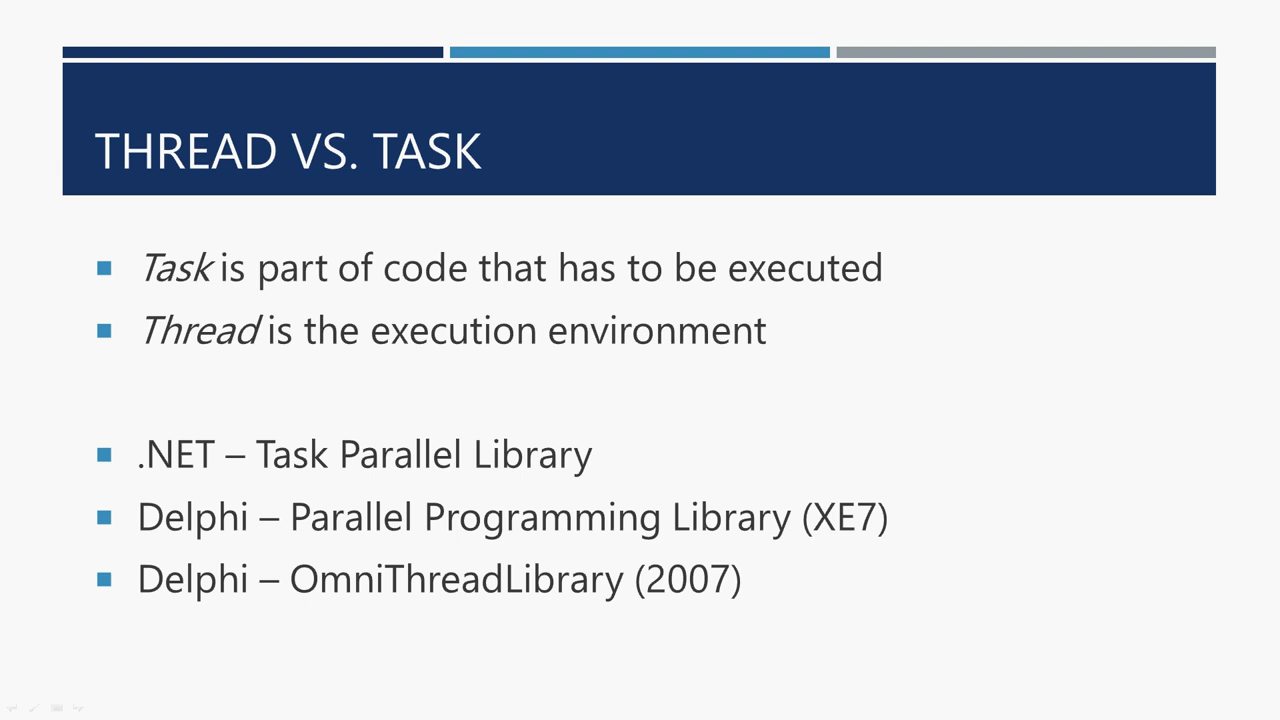 THREAD VS. TASK
Task is part of code that has to be executed
Thread is the execution environment
.NET – Task Parallel Library
Delphi – Parallel Programming Library (XE7)
Delphi – OmniThreadLibrary (2007)